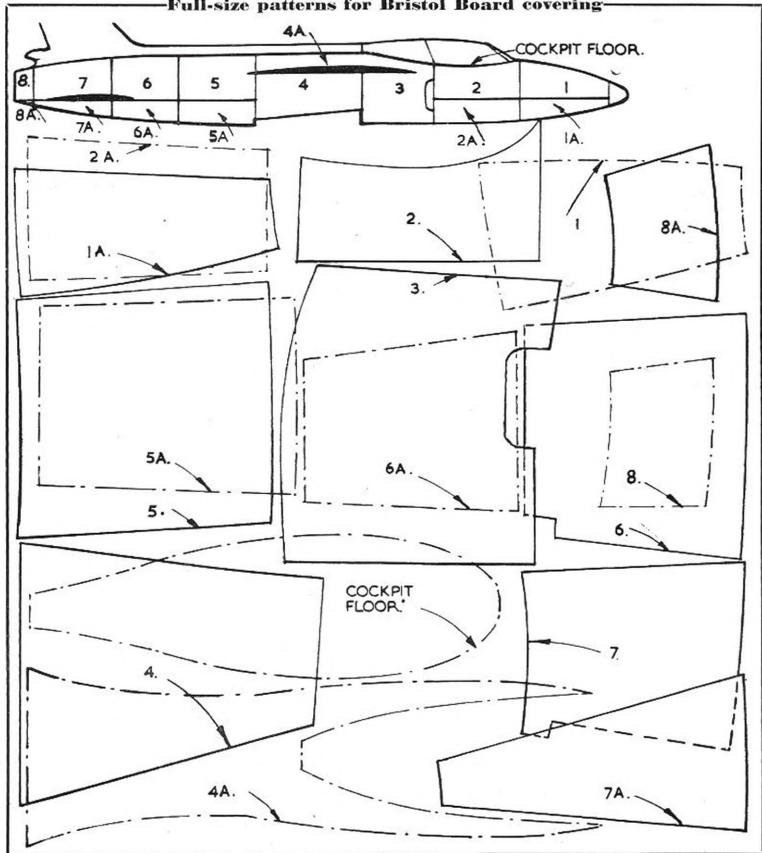 Full-size patterns for Bristol Board covering
4A.
COCKPIT FLOOR.
8. 7 6 5 4 3 2 1
8A. 7A. 6A. 5A 2A. 1A.
2A.
1A.
2.
1
8A.
3.
5A.
5.
6A.
8.
6.
COCKPIT
FLOOR.
4.
7.
4A.
7A.